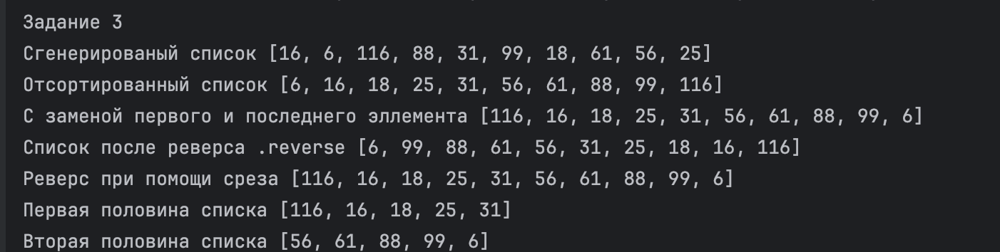 Задание 3
Сгенерированый список [16, 6, 116, 88, 31, 99, 18, 61, 56, 25]
Отсортированный список [6, 16, 18, 25, 31, 56, 61, 88, 99, 116]
С заменой первого и последнего эллемента [116, 16, 18, 25, 31, 56, 61, 88, 99, 6]
Список после реверса .reverse [6, 99, 88, 61, 56, 31, 25, 18, 16, 116]
Реверс при помощи среза [116, 16, 18, 25, 31, 56, 61, 88, 99, 6]
Первая половина списка [116, 16, 18, 25, 31]
Вторая половина списка [56, 61, 88, 99, 6]